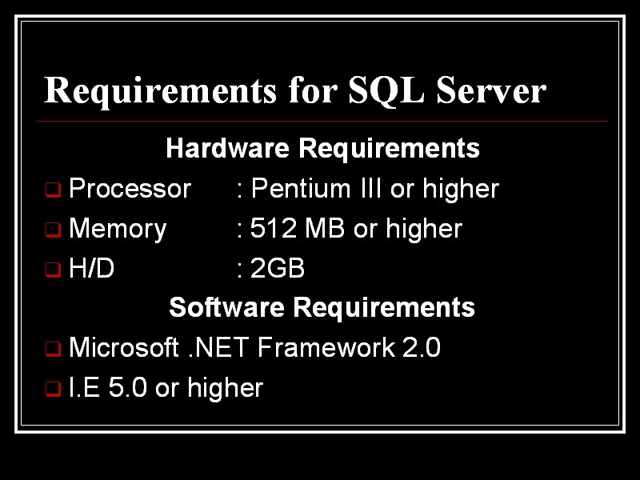 Requirements for SQL Server
Hardware Requirements
Processor : Pentium III or higher
Memory : 512 MB or higher
H/D : 2GB
Software Requirements
Microsoft .NET Framework 2.0
I.E 5.0 or higher